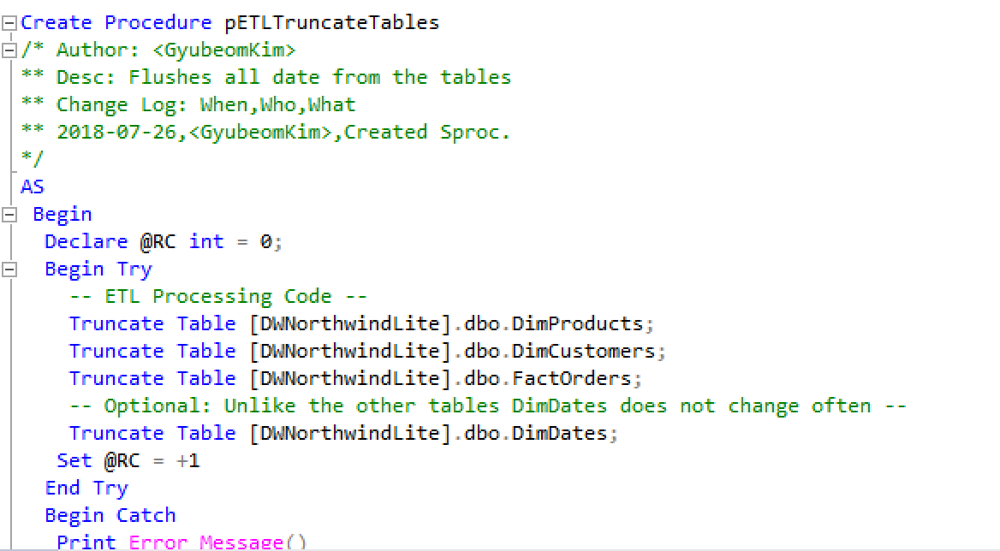 Create Procedure pETLTruncateTables
/* Author: <GyubeomKim>
** Desc: Flushes all date from the tables
** Change Log: When,Who,What
** 2018-07-26,<GyubeomKim>,Created Sproc.
*/
AS
Begin
Declare @RC int = 0;
Begin Try
-- ETL Processing Code --
Truncate Table [DWNorthwindLite].dbo.DimProducts;
Truncate Table [DWNorthwindLite].dbo.DimCustomers;
Truncate Table [DWNorthwindLite].dbo.FactOrders;
-- Optional: Unlike the other tables DimDates does not change often --
Truncate Table [DWNorthwindLite].dbo.DimDates;
Set @RC = +1
End Try
Begin Catch
Print Error_Message()